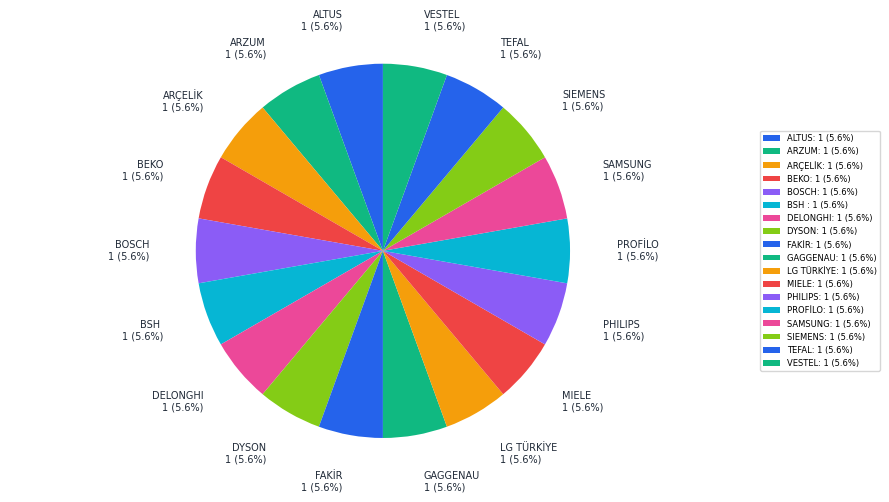 ALTUS
1 (5.6%)
VESTEL
1 (5.6%)
ARZUM
1 (5.6%)
TEFAL
1 (5.6%)
ARÇELİK
1 (5.6%)
SIEMENS
1 (5.6%)
BEKO
1 (5.6%)
SAMSUNG
1 (5.6%)
BOSCH
1 (5.6%)
PROFİLO
1 (5.6%)
BSH
1 (5.6%)
PHILIPS
1 (5.6%)
DELONGHI
1 (5.6%)
MIELE
1 (5.6%)
DYSON
1 (5.6%)
LG TÜRKİYE
1 (5.6%)
FAKİR
1 (5.6%)
GAGGENAU
1 (5.6%)
ALTUS: 1 (5.6%)
ARZUM: 1 (5.6%)
ARÇELİK: 1 (5.6%)
BEKO: 1 (5.6%)
BOSCH: 1 (5.6%)
BSH : 1 (5.6%)
DELONGHI: 1 (5.6%)
DYSON: 1 (5.6%)
FAKİR: 1 (5.6%)
GAGGENAU: 1 (5.6%)
LG TÜRKİYE: 1 (5.6%)
MIELE: 1 (5.6%)
PHILIPS: 1 (5.6%)
PROFİLO: 1 (5.6%)
SAMSUNG: 1 (5.6%)
SIEMENS: 1 (5.6%)
TEFAL: 1 (5.6%)
VESTEL: 1 (5.6%)